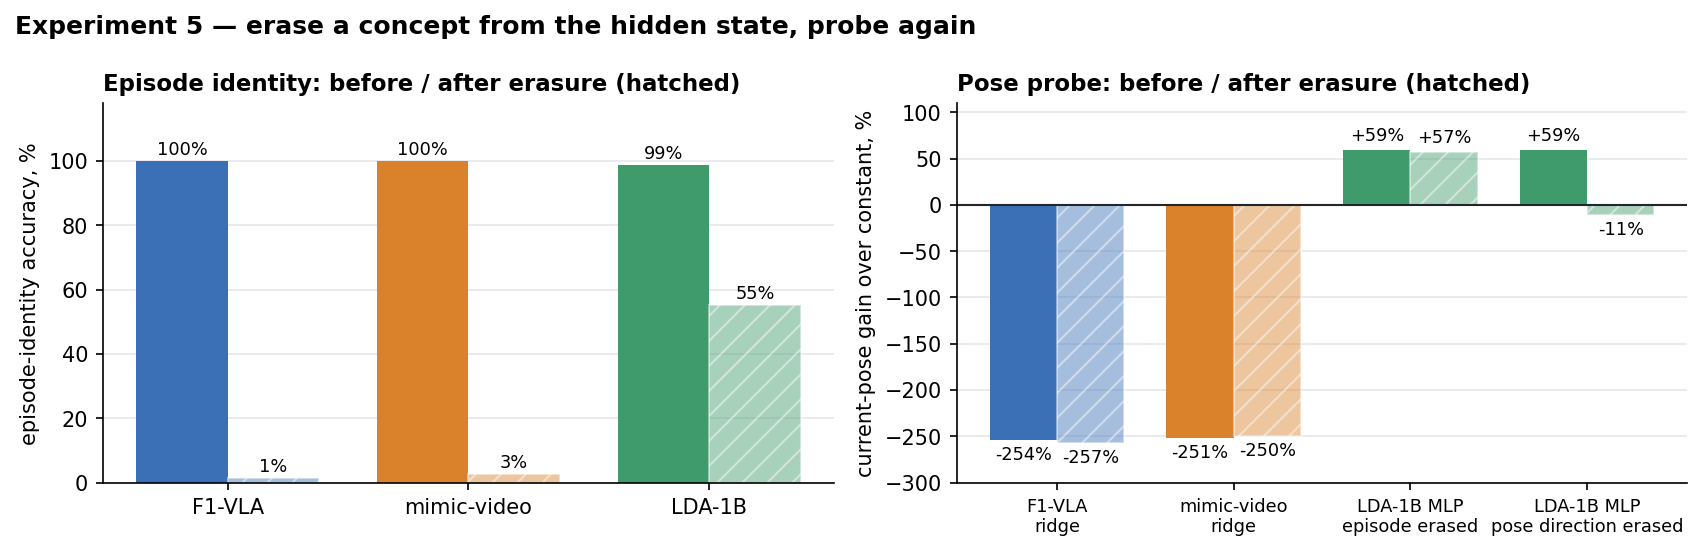 Experiment 5 — erase a concept from the hidden state, probe again
Episode identity: before / after erasure (hatched)
episode-identity accuracy, %
100
80
60
40
20
0
100%
1%
100%
3%
99%
55%
F1-VLA
mimic-video
LDA-1B
Pose probe: before / after erasure (hatched)
current-pose gain over constant, %
100
50
0
−50
−100
−150
−200
−250
−300
-254%
-257%
-251%
-250%
+59%
+57%
+59%
-11%
F1-VLA
ridge
mimic-video
ridge
LDA-1B MLP
episode erased
LDA-1B MLP
pose direction erased